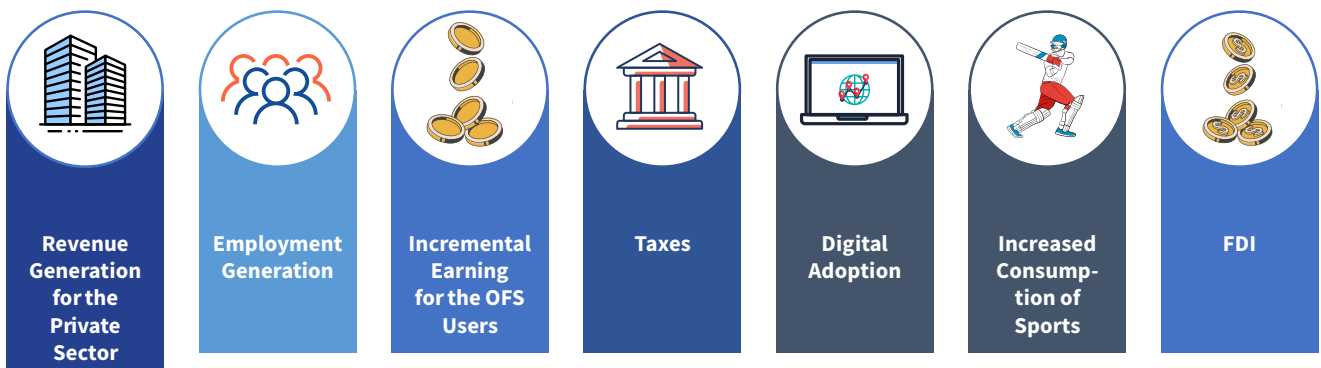 Revenue
Generation
for the
Private
Sector
Employment
Generation
Incremental
Earning
for the OFS
Users
Taxes
Digital
Adoption
Increased
Consump-
tion of
Sports
FDI